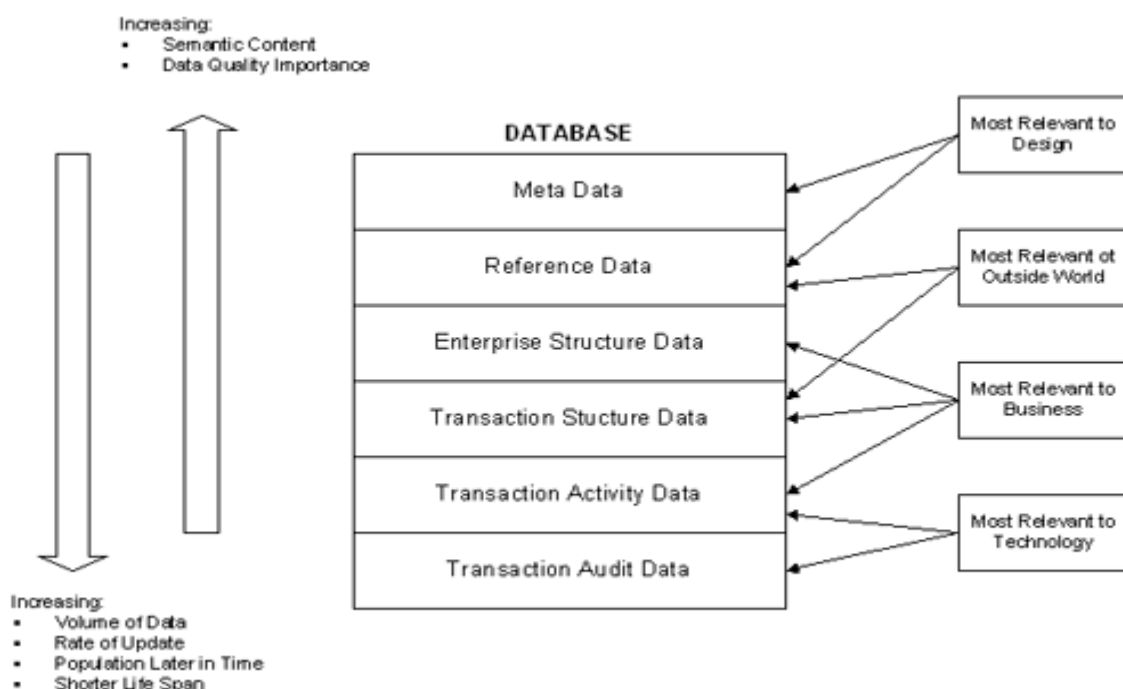 Increasing:
▪ Semantic Content
▪ Data Quality Importance
DATABASE
Meta Data
Reference Data
Enterprise Structure Data
Transaction Stucture Data
Transaction Activity Data
Transaction Audit Data
Most Relevant to
Design
Most Relevant ot
Outside World
Most Relevant to
Business
Most Relevant to
Technology
Increasing:
▪ Volume of Data
▪ Rate of Update
▪ Population Later in Time
▪ Shorter Life Span